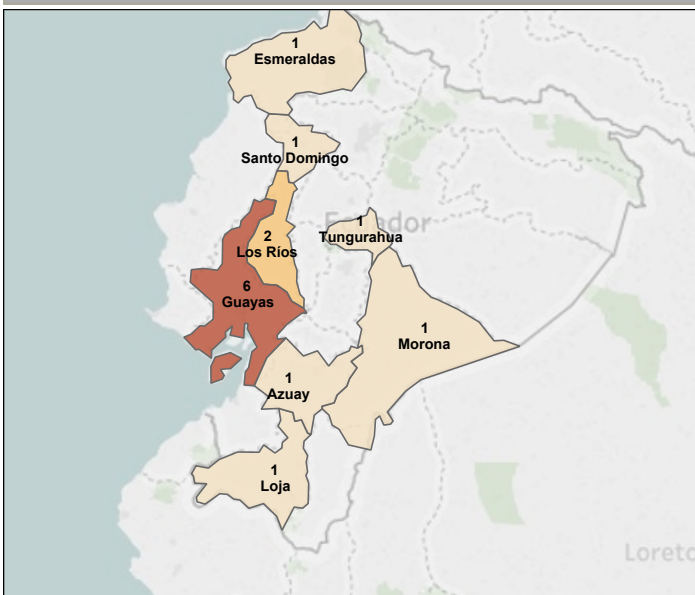 1
Esmeraldas
1
Santo Domingo
1
Tungurahua
2
Los Ríos
6
Guayas
1
Morona
1
Azuay
1
Loja
Loreto